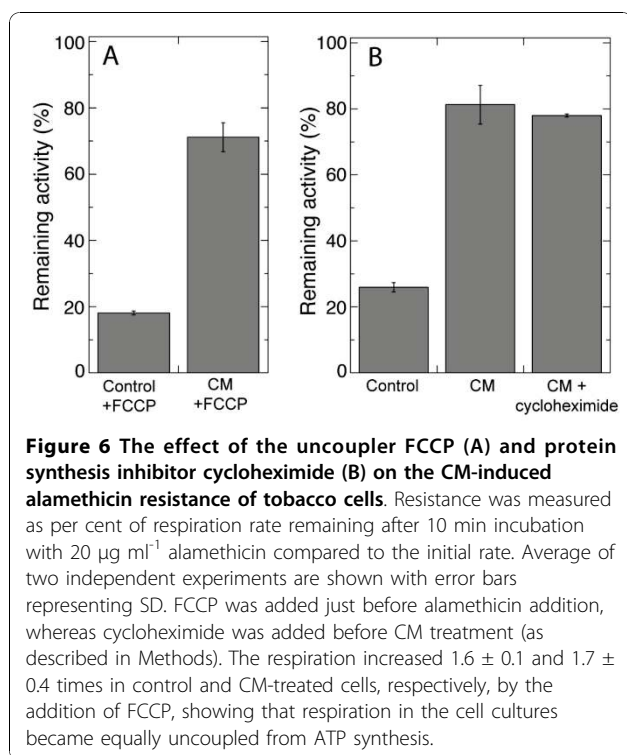 A
B
100
80
60
40
20
0
Remaining activity (%)
Control
+FCCP
CM
+FCCP
100
80
60
40
20
0
Remaining activity (%)
Control
CM
CM +
cycloheximide
Figure 6 The effect of the uncoupler FCCP (A) and protein
synthesis inhibitor cycloheximide (B) on the CM-induced
alamethicin resistance of tobacco cells. Resistance was measured
as per cent of respiration rate remaining after 10 min incubation
with 20 μg ml⁻¹ alamethicin compared to the initial rate. Average of
two independent experiments are shown with error bars
representing SD. FCCP was added just before alamethicin addition,
whereas cycloheximide was added before CM treatment (as
described in Methods). The respiration increased 1.6 ± 0.1 and 1.7 ±
0.4 times in control and CM-treated cells, respectively, by the
addition of FCCP, showing that respiration in the cell cultures
became equally uncoupled from ATP synthesis.